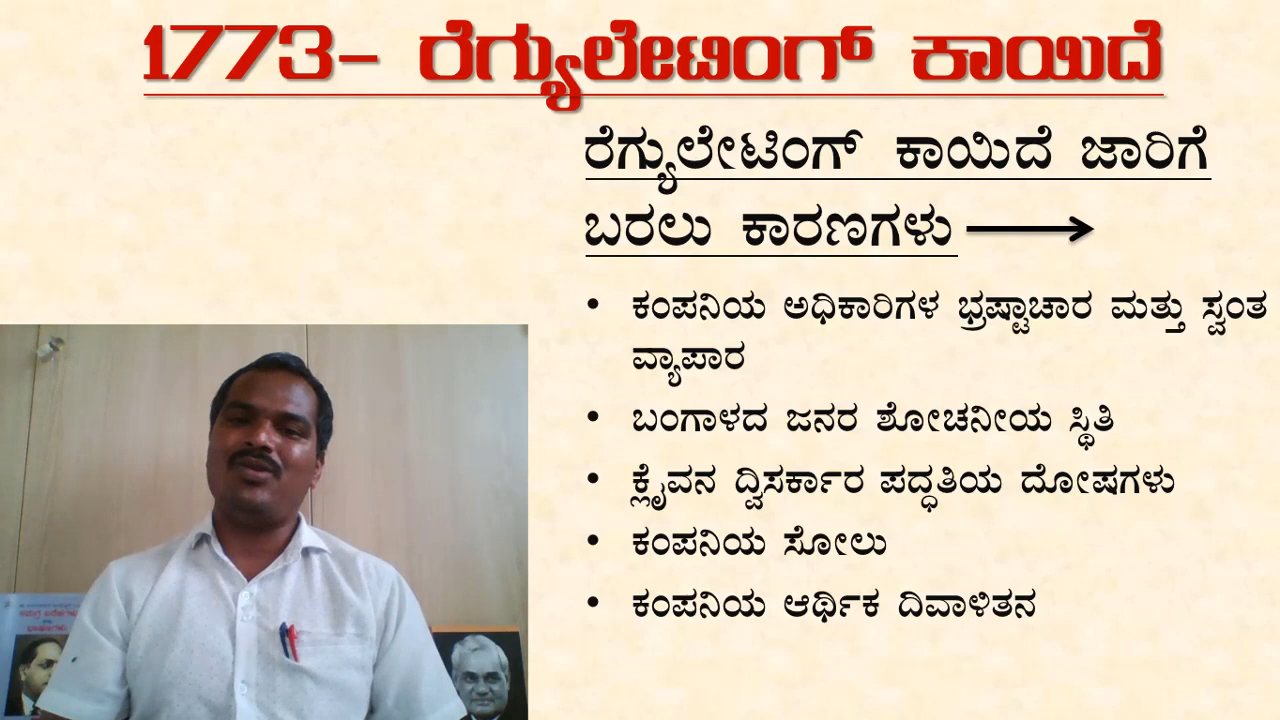 1773- ರೆಗ್ಯುಲೇಟಿಂಗ್ ಕಾಯಿದೆ
ರೆಗ್ಯುಲೇಟಿಂಗ್ ಕಾಯಿದೆ ಜಾರಿಗೆ
ಬರಲು ಕಾರಣಗಳು
• ಕಂಪನಿಯ ಅಧಿಕಾರಿಗಳ ಭ್ರಷ್ಟಾಚಾರ ಮತ್ತು ಸ್ವಂತ
ವ್ಯಾಪಾರ
• ಬಂಗಾಳದ ಜನರ ಶೋಚನೀಯ ಸ್ಥಿತಿ
• ಕ್ಲೈವನ ದ್ವಿಸರ್ಕಾರ ಪದ್ಧತಿಯ ದೋಷಗಳು
• ಕಂಪನಿಯ ಸೋಲು
• ಕಂಪನಿಯ ಆರ್ಥಿಕ ದಿವಾಳಿತನ